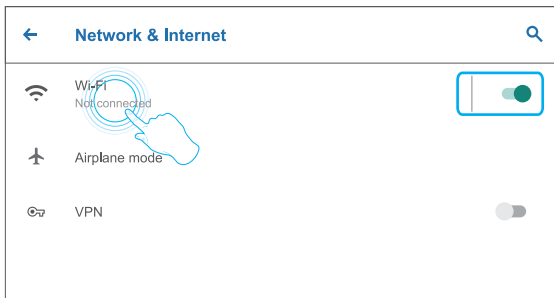 Network & Internet
Wi-Fi
Not connected
Airplane mode
VPN